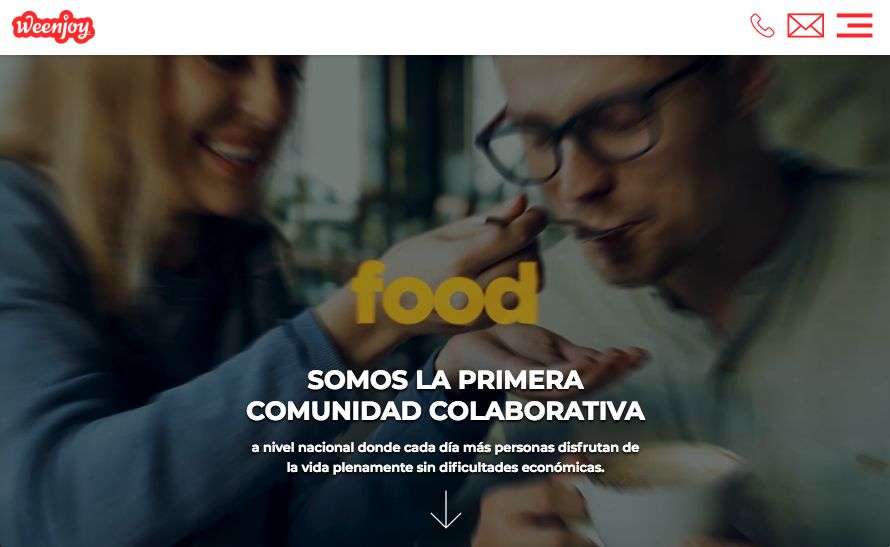 Weenjoy
food
SOMOS LA PRIMERA
COMUNIDAD COLABORATIVA
a nivel nacional donde cada día más personas disfrutan de
la vida plenamente sin dificultades económicas.